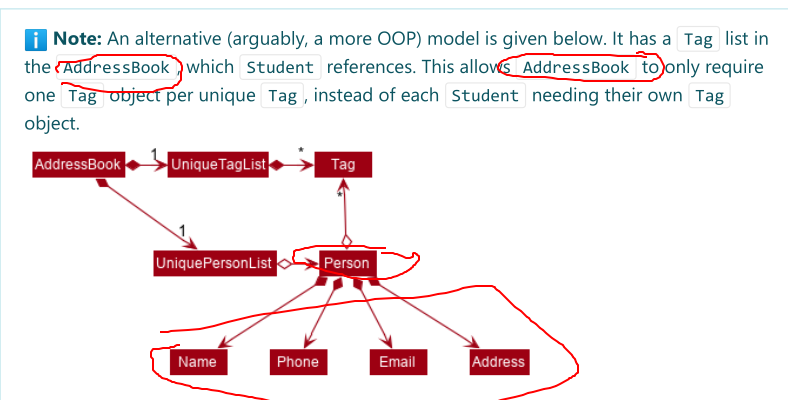 i Note: An alternative (arguably, a more OOP) model is given below. It has a Tag list in
the AddressBook, which Student references. This allows AddressBook to only require
one Tag object per unique Tag, instead of each Student needing their own Tag
object.
AddressBook 1 UniqueTagList * Tag
*
1
UniquePersonList Person
Name Phone Email Address